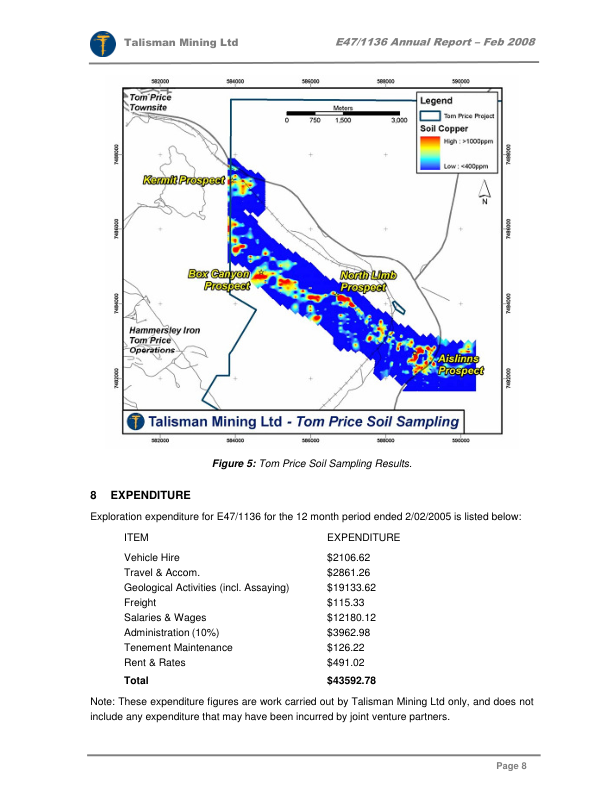 Talisman Mining Ltd
E47/1136 Annual Report – Feb 2008
582000 584000 586000 588000 590000
Tom Price
Townsite
Meters
0 750 1,500 3,000
Legend
Tom Price Project
Soil Copper
High : >1000ppm
Low : <400ppm
N
7488000 7488000
Kermit Prospect
7486000 7486000
Box Canyon
Prospect
North Limb
Prospect
7484000 7484000
Hammersley Iron
Tom Price
Operations
Aislinns
Prospect
7482000 7482000
Talisman Mining Ltd - Tom Price Soil Sampling
582000 584000 586000 588000 590000
Figure 5: Tom Price Soil Sampling Results.
8 EXPENDITURE
Exploration expenditure for E47/1136 for the 12 month period ended 2/02/2005 is listed below:
ITEM EXPENDITURE
Vehicle Hire $2106.62
Travel & Accom. $2861.26
Geological Activities (incl. Assaying) $19133.62
Freight $115.33
Salaries & Wages $12180.12
Administration (10%) $3962.98
Tenement Maintenance $126.22
Rent & Rates $491.02
Total $43592.78
Note: These expenditure figures are work carried out by Talisman Mining Ltd only, and does not
include any expenditure that may have been incurred by joint venture partners.
Page 8